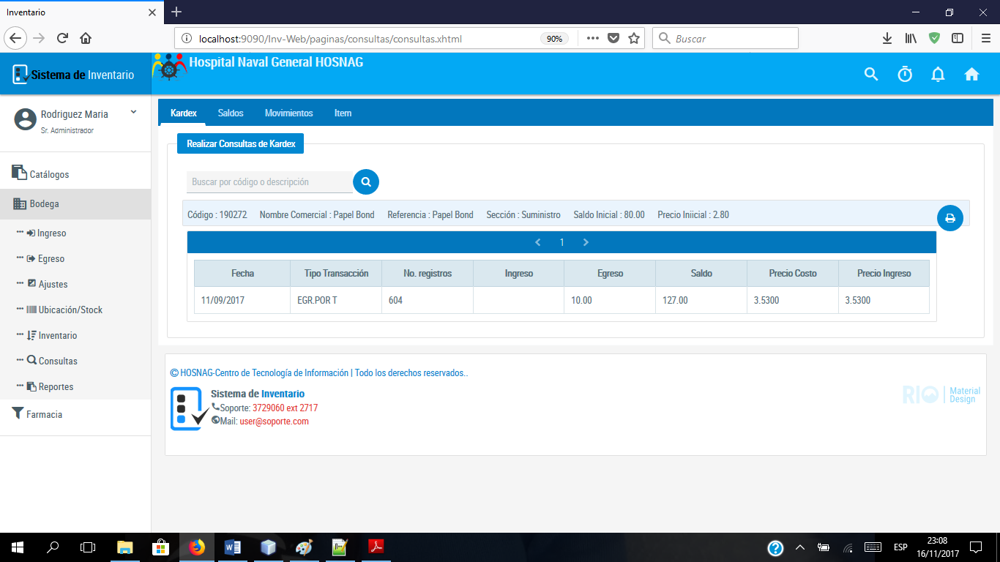 Inventario
localhost:9090/Inv-Web/paginas/consultas/consultas.xhtml
90%
Buscar
Sistema de Inventario
Hospital Naval General HOSNAG
Rodriguez Maria
Sr. Administrador
Catálogos
Bodega
Ingreso
Egreso
Ajustes
Ubicación/Stock
Inventario
Consultas
Reportes
Farmacia
Kardex Saldos Movimientos Item
Realizar Consultas de Kardex
Buscar por código o descripción
Código : 190272 Nombre Comercial : Papel Bond Referencia : Papel Bond Sección : Suministro Saldo Inicial : 80.00 Precio Iniicial : 2.80
1
Fecha Tipo Transacción No. registros Ingreso Egreso Saldo Precio Costo Precio Ingreso
11/09/2017 EGR.POR T 604 10.00 127.00 3.5300 3.5300
© HOSNAG-Centro de Tecnología de Información | Todo los derechos reservados..
Sistema de Inventario
Soporte: 3729060 ext 2717
Mail: user@soporte.com
RIO Material
Design
ESP
23:08
16/11/2017